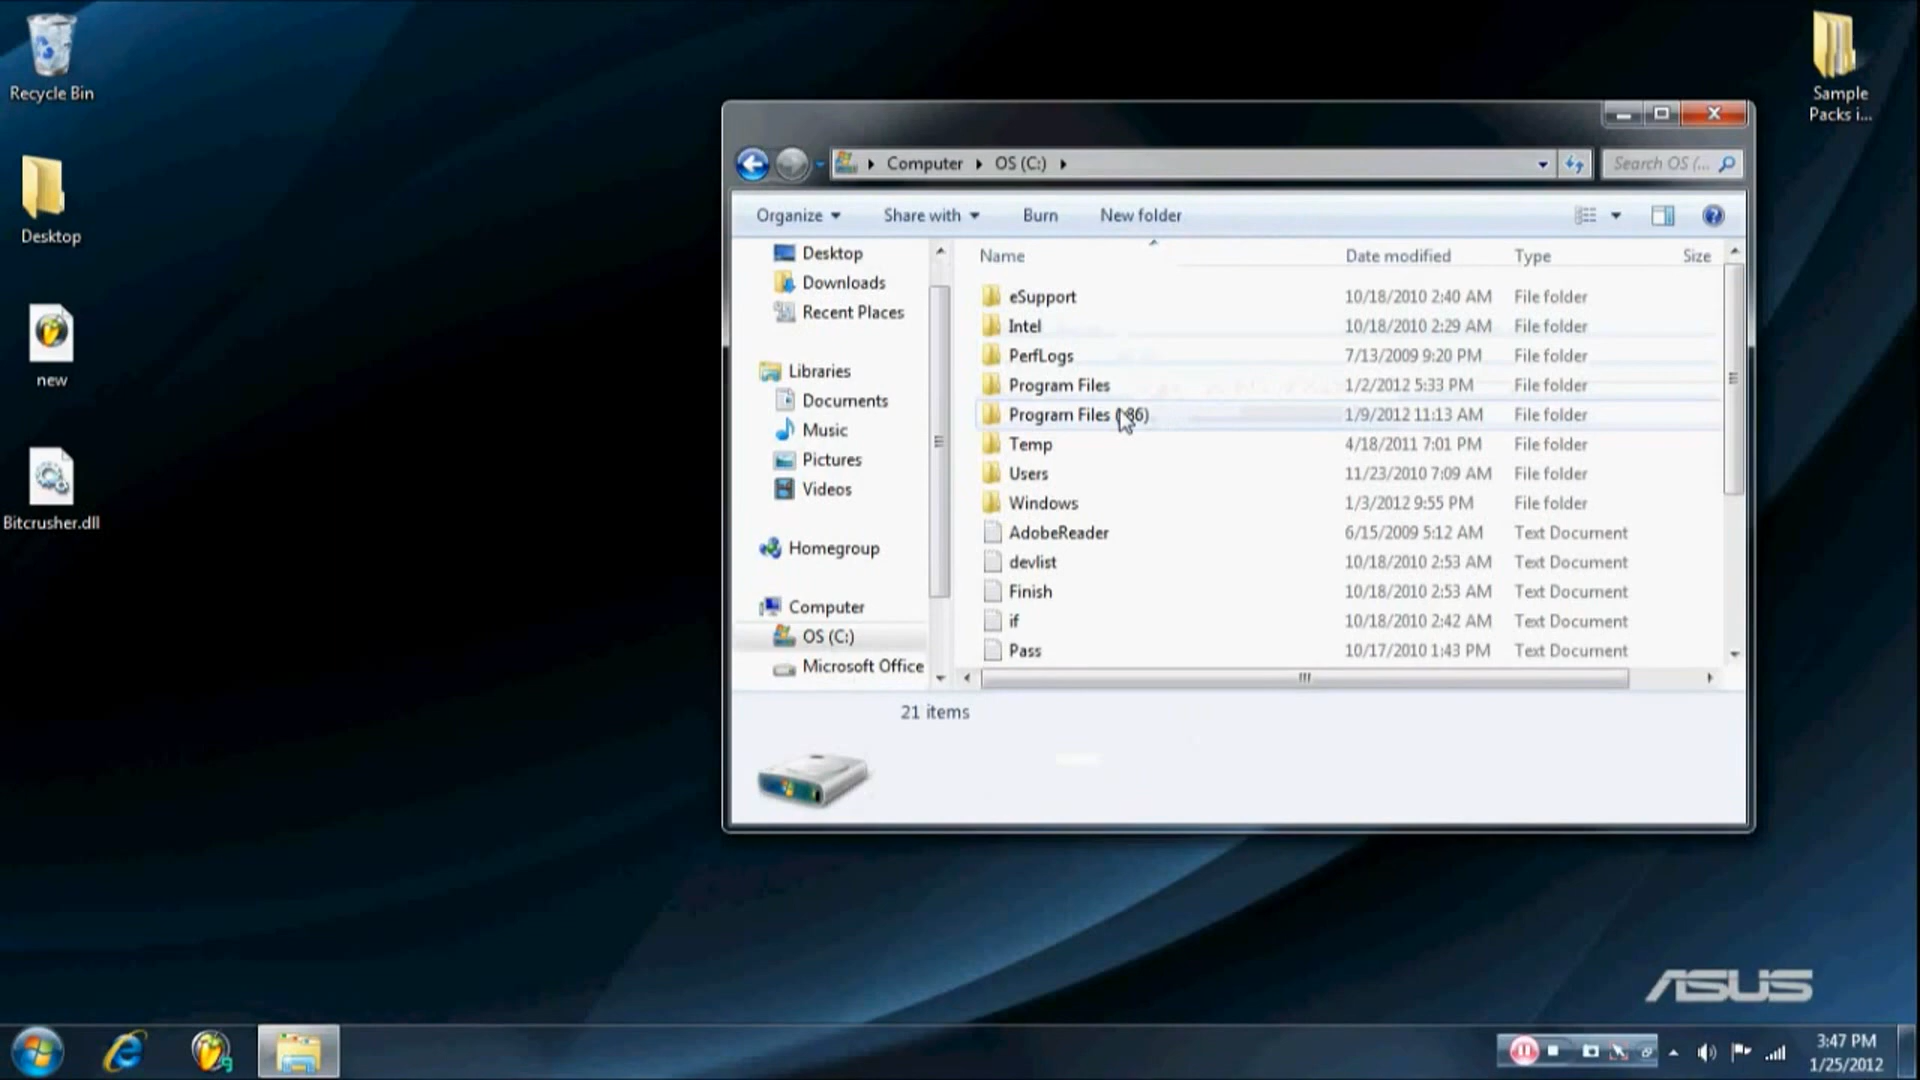 Recycle Bin
Desktop
new
Bitcrusher.dll
Sample
Packs i...
Computer
OS (C:)
Search OS (...
Organize
Share with
Burn
New folder
Desktop
Downloads
Recent Places
Libraries
Documents
Music
Pictures
Videos
Homegroup
Computer
OS (C:)
Microsoft Office
Name Date modified Type Size
eSupport 10/18/2010 2:40 AM File folder
Intel 10/18/2010 2:29 AM File folder
PerfLogs 7/13/2009 9:20 PM File folder
Program Files 1/2/2012 5:33 PM File folder
Program Files 1/9/2012 11:13 AM File folder
Temp 4/18/2011 7:01 PM File folder
Users 11/23/2010 7:09 AM File folder
Windows 1/3/2012 9:55 PM File folder
AdobeReader 6/15/2009 5:12 AM Text Document
devlist 10/18/2010 2:53 AM Text Document
Finish 10/18/2010 2:53 AM Text Document
if 10/18/2010 2:42 AM Text Document
Pass 10/17/2010 1:43 PM Text Document
21 items
ASUS
9
3:47 PM
1/25/2012